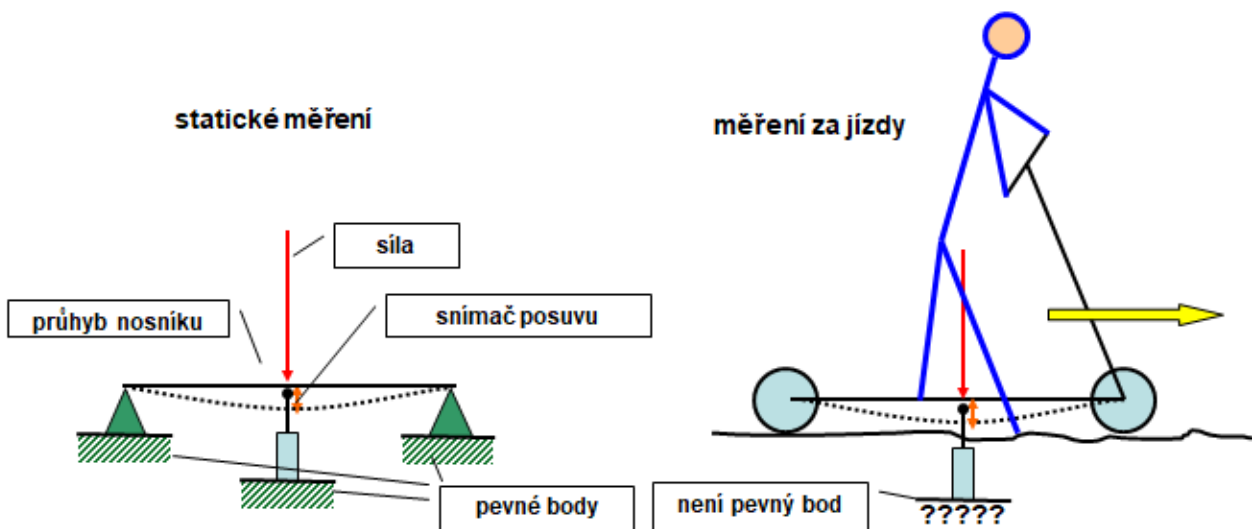 statické měření
měření za jízdy
síla
průhyb nosníku
snímač posuvu
pevné body
není pevný bod
?????